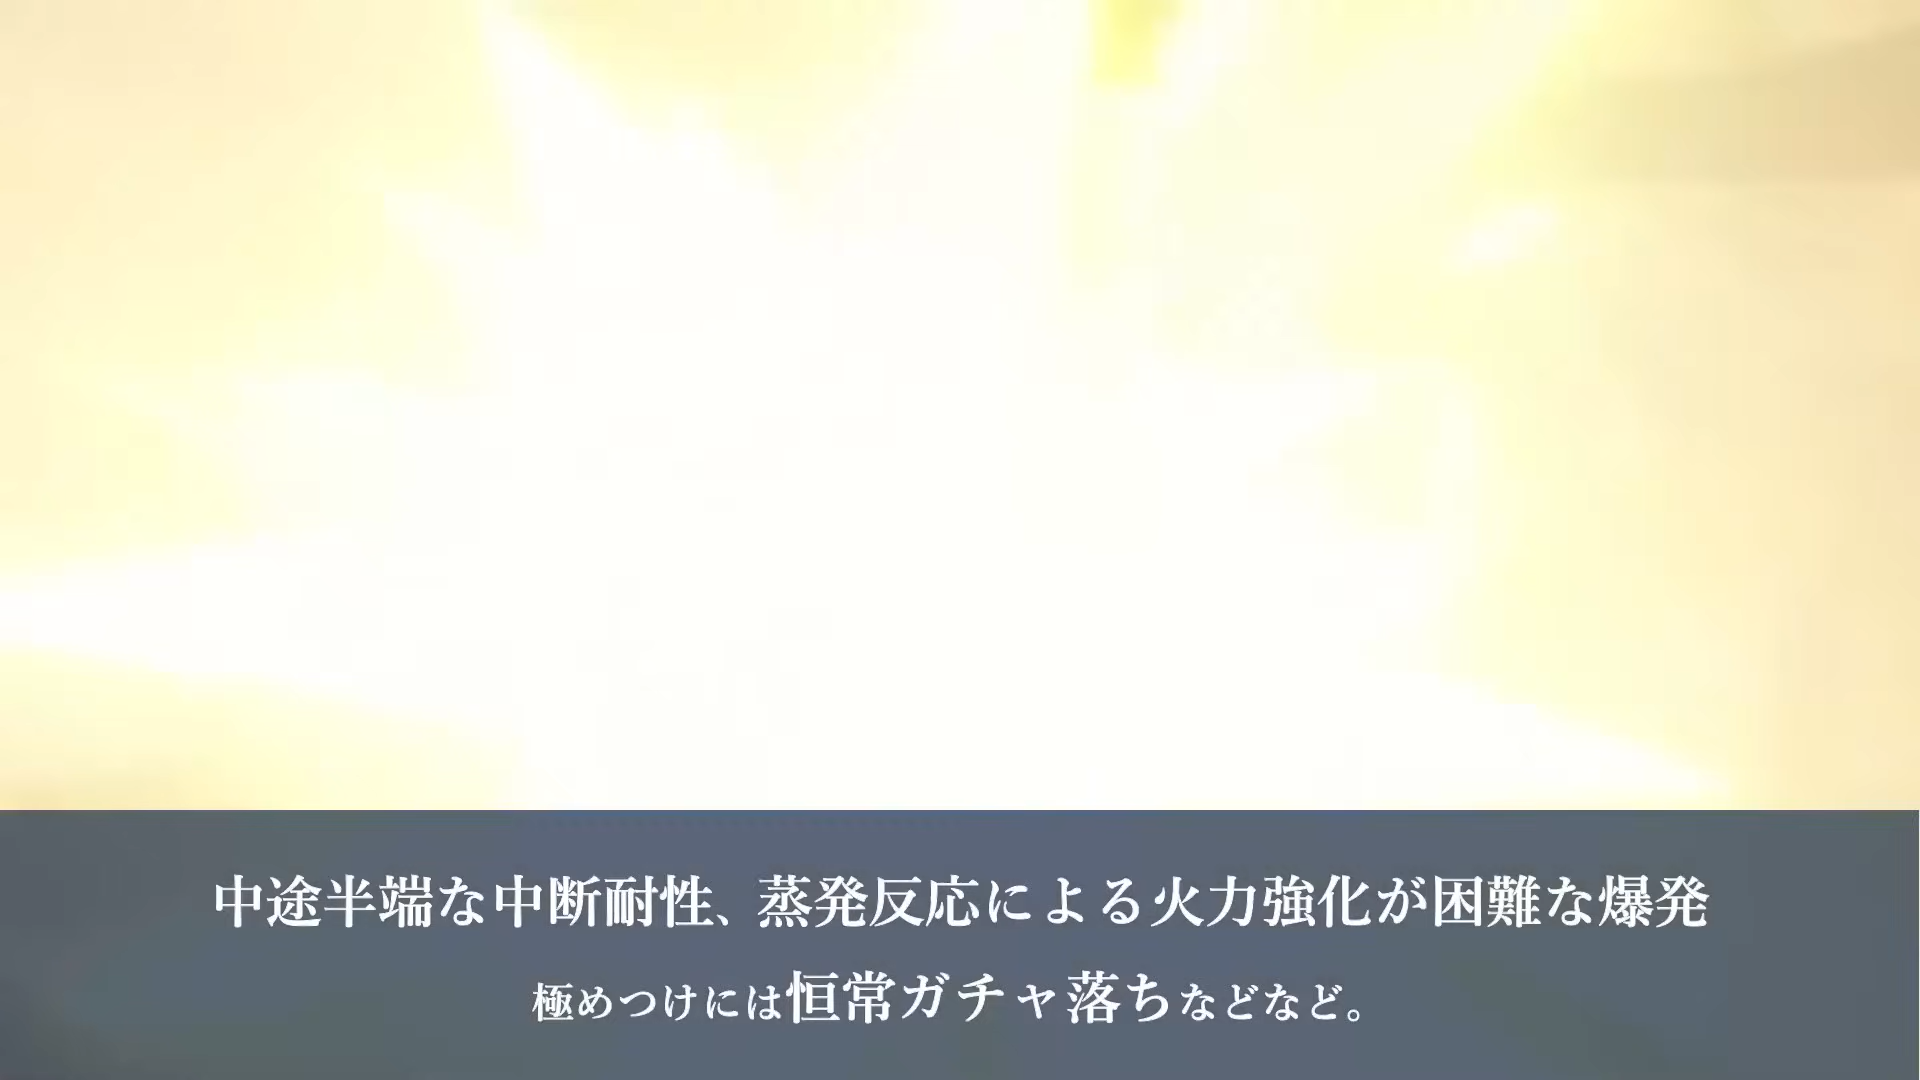 中途半端な中断耐性、蒸発反応による火力強化が困難な爆発
極めつけには恒常ガチャ落ちなどなど。